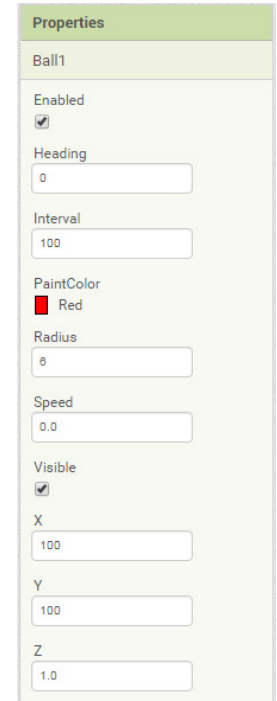 Properties
Ball1
Enabled
Heading
0
Interval
100
PaintColor
Red
Radius
6
Speed
0.0
Visible
X
100
Y
100
Z
1.0